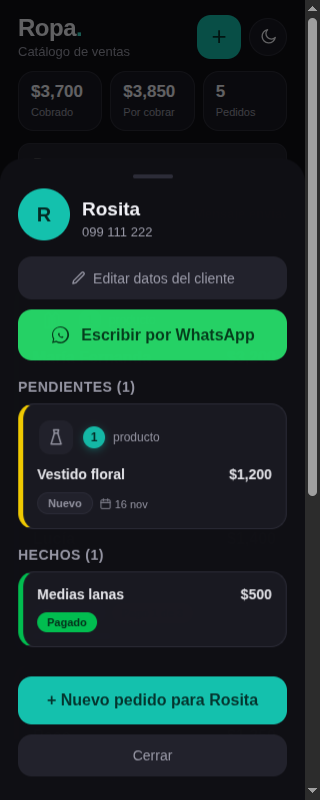 Ropa.
Catálogo de ventas
$3,700
Cobrado
$3,850
Por cobrar
5
Pedidos
R
Rosita
099 111 222
Editar datos del cliente
Escribir por WhatsApp
PENDIENTES (1)
1 producto
Vestido floral $1,200
Nuevo 16 nov
HECHOS (1)
Medias lanas $500
Pagado
+ Nuevo pedido para Rosita
Cerrar